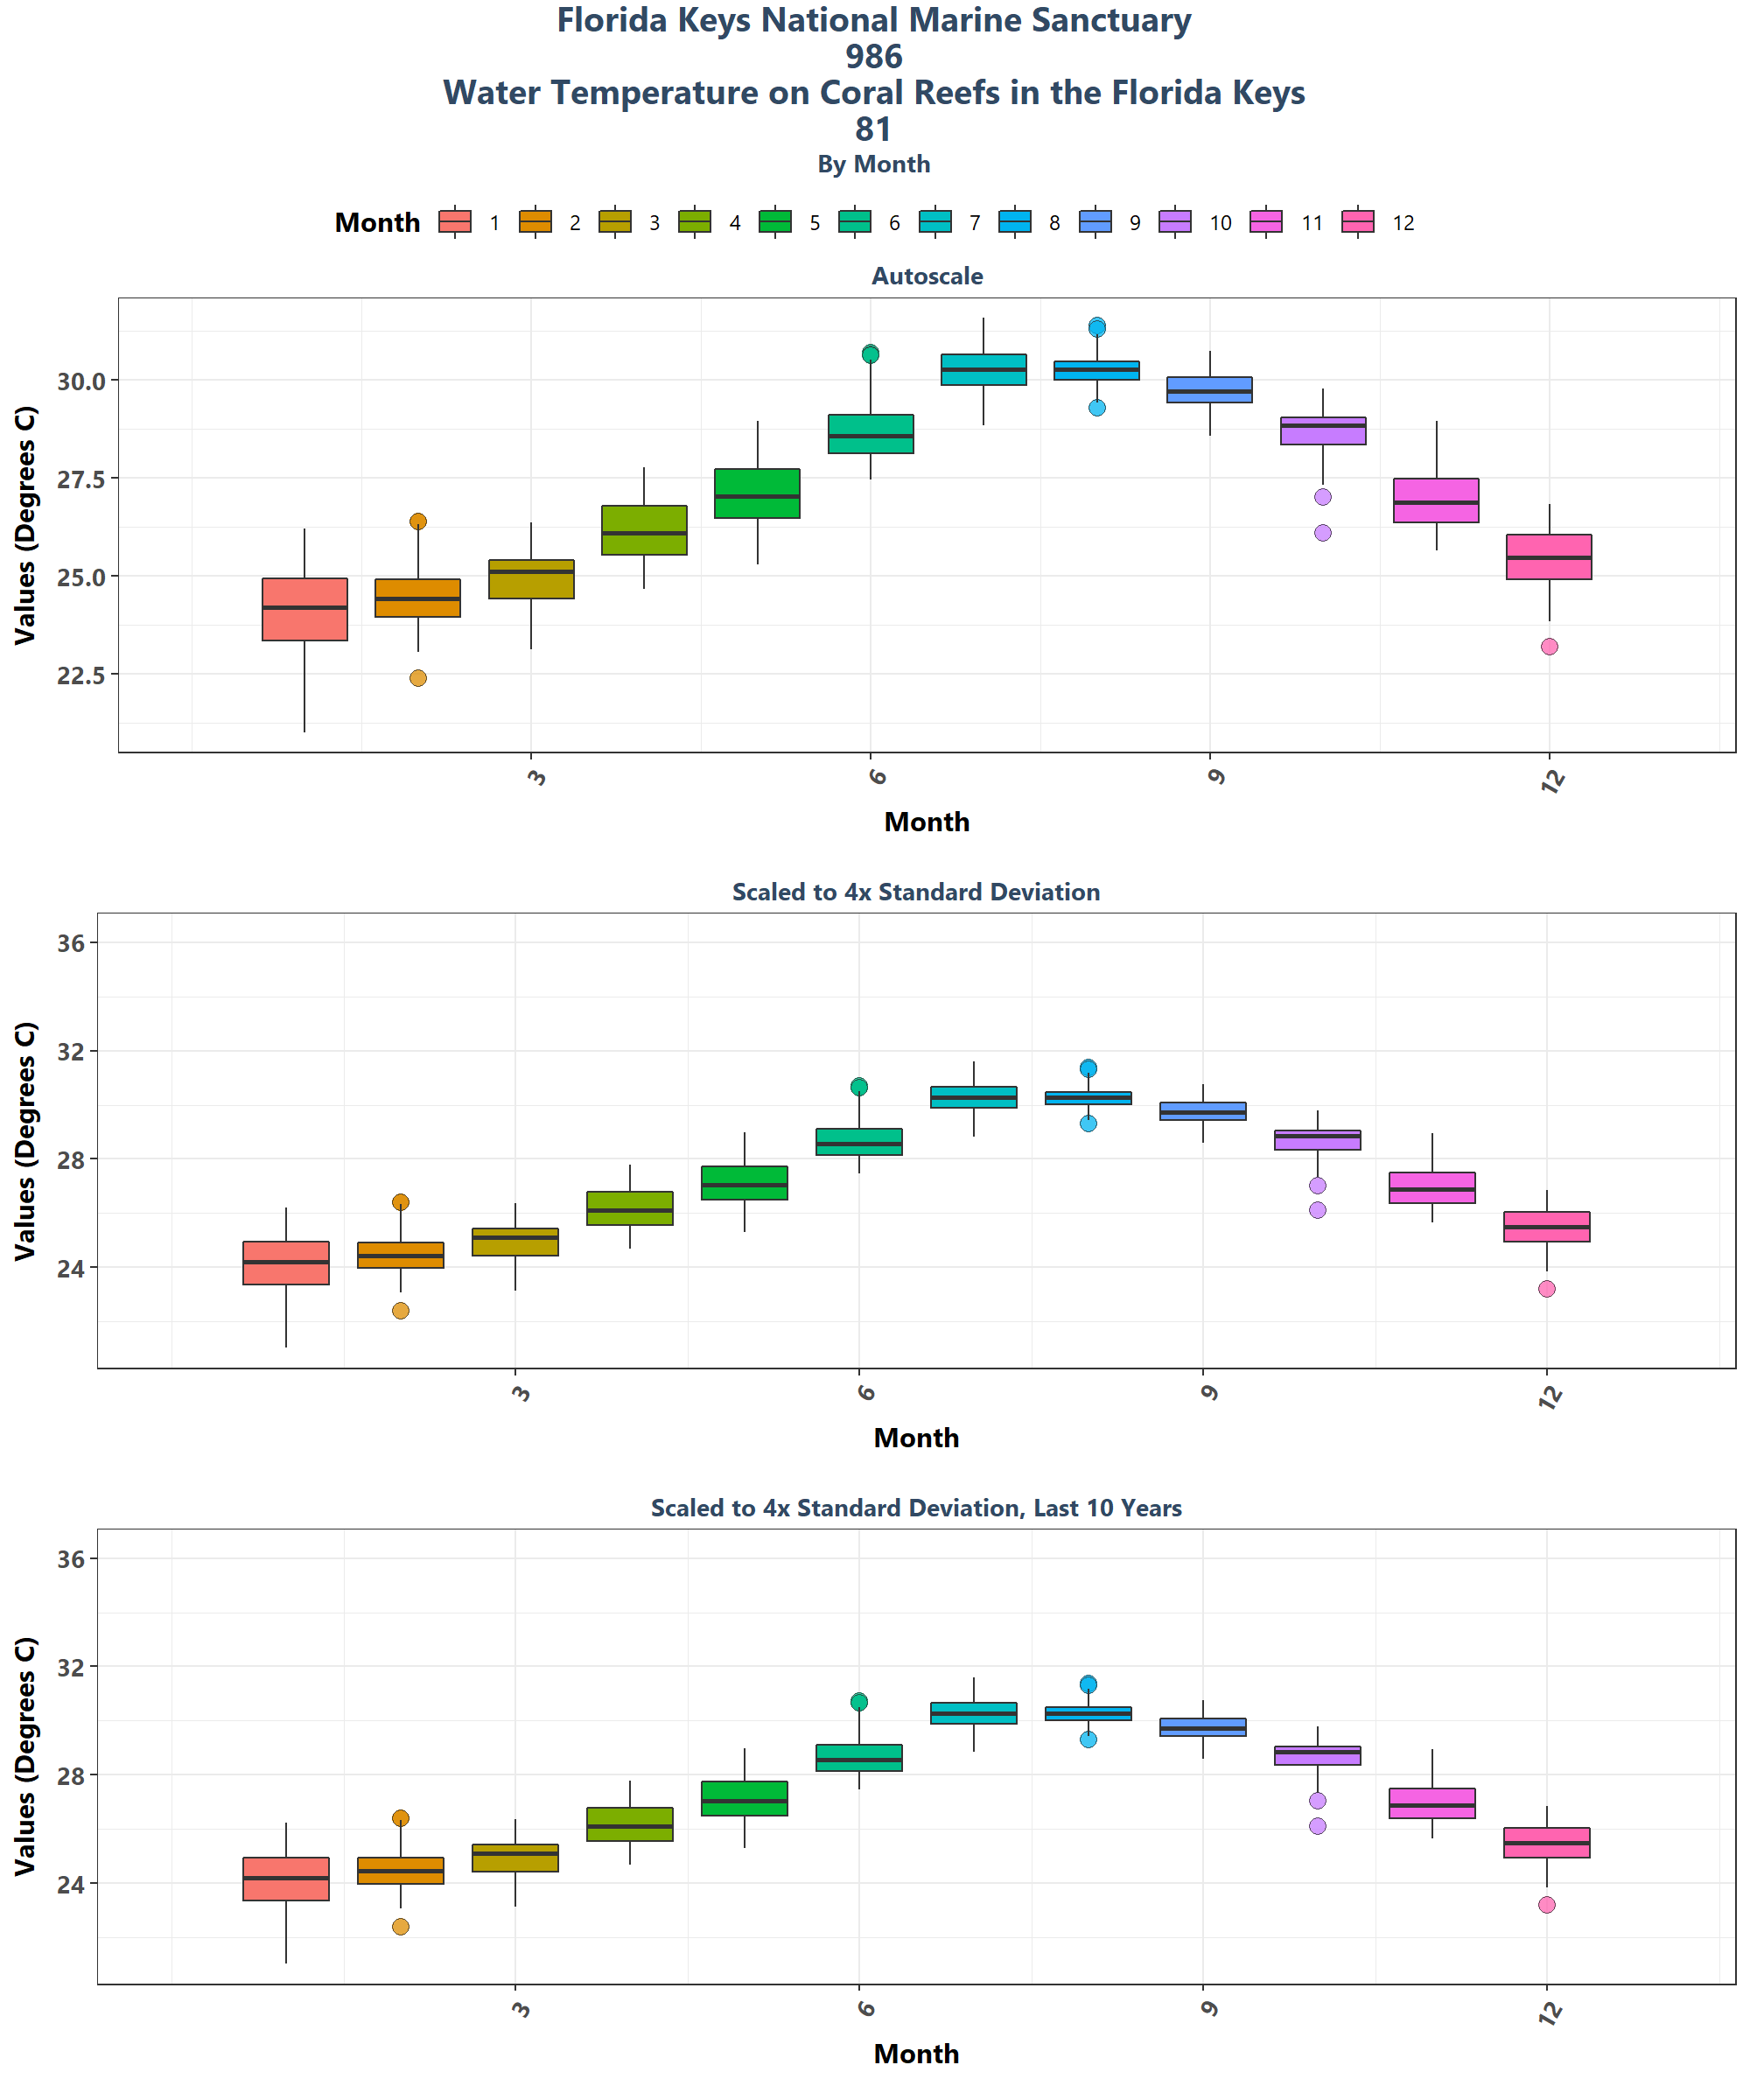 Florida Keys National Marine Sanctuary
986
Water Temperature on Coral Reefs in the Florida Keys
81
By Month
Month 1 2 3 4 5 6 7 8 9 10 11 12
Autoscale
Values (Degrees C)
30.0
27.5
25.0
22.5
3 6 9 12
Month
Scaled to 4x Standard Deviation
Values (Degrees C)
36
32
28
24
3 6 9 12
Month
Scaled to 4x Standard Deviation, Last 10 Years
Values (Degrees C)
36
32
28
24
3 6 9 12
Month